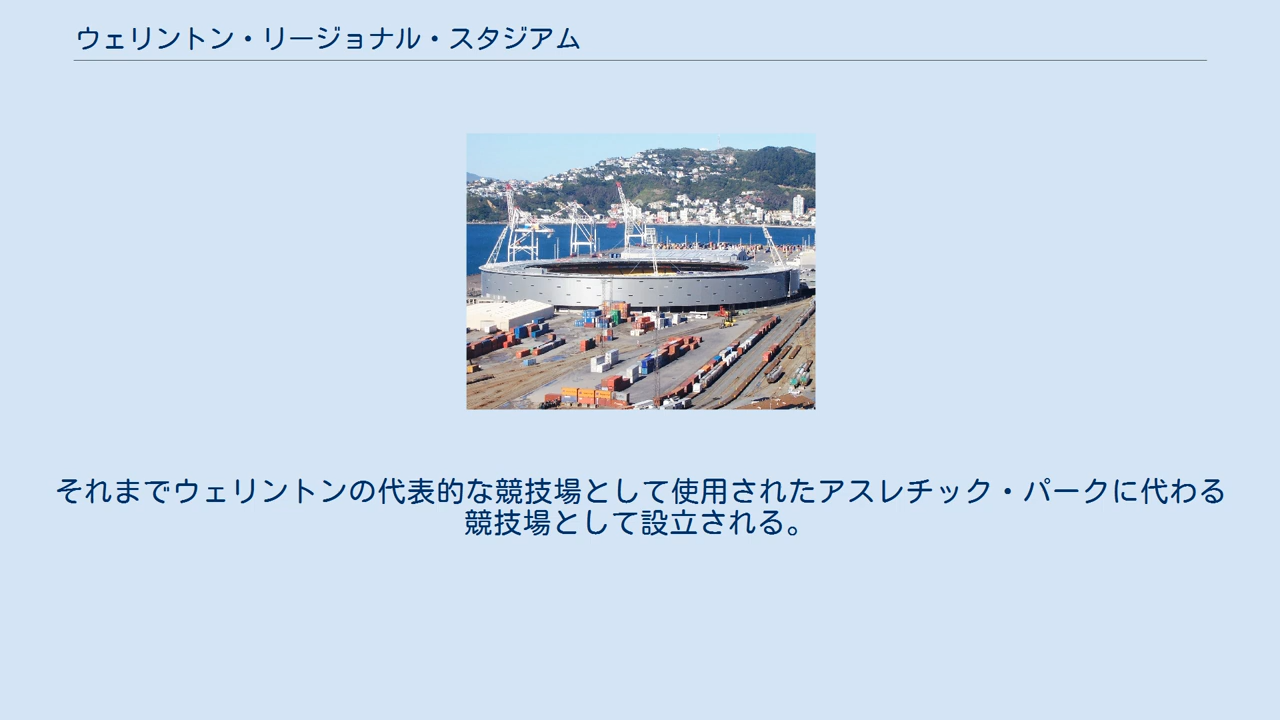 ウェリントン・リージョナル・スタジアム
それまでウェリントンの代表的な競技場として使用されたアスレチック・パークに代わる
競技場として設立される。